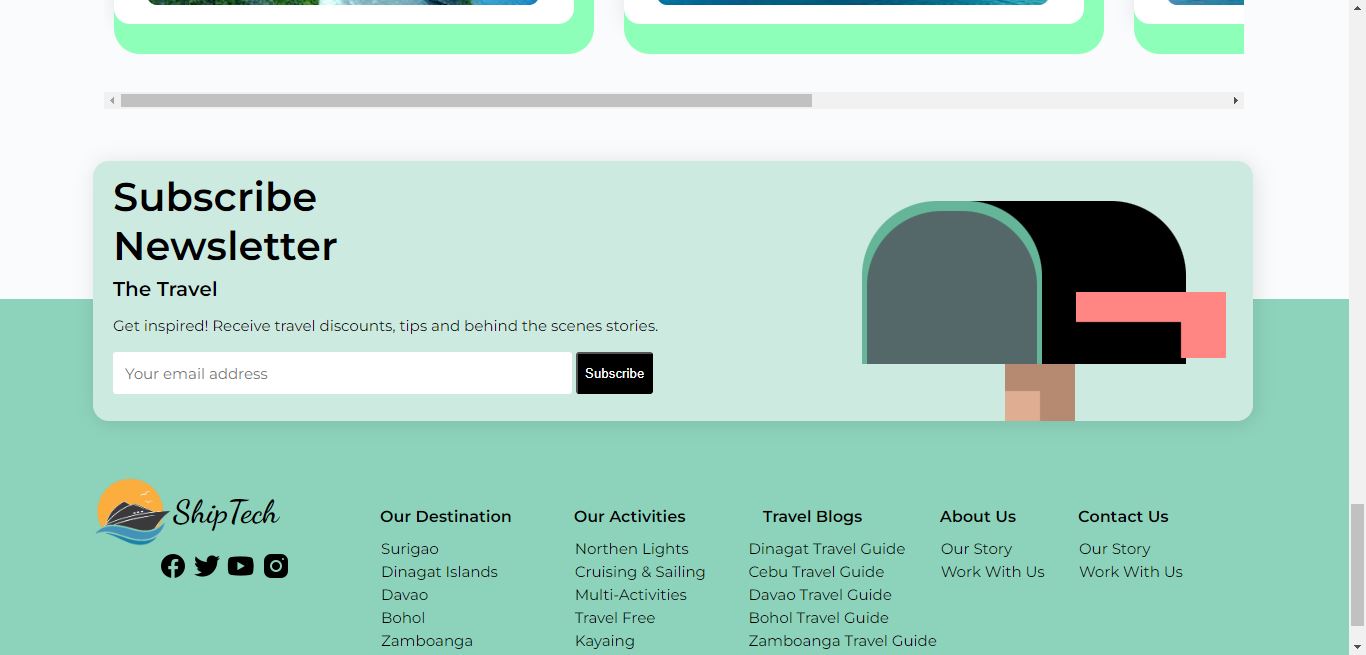 Subscribe
Newsletter
The Travel
Get inspired! Receive travel discounts, tips and behind the scenes stories.
Your email address
Subscribe
ShipTech
Our Destination
Surigao
Dinagat Islands
Davao
Bohol
Zamboanga
Our Activities
Northen Lights
Cruising & Sailing
Multi-Activities
Travel Free
Kayaing
Travel Blogs
Dinagat Travel Guide
Cebu Travel Guide
Davao Travel Guide
Bohol Travel Guide
Zamboanga Travel Guide
About Us
Our Story
Work With Us
Contact Us
Our Story
Work With Us